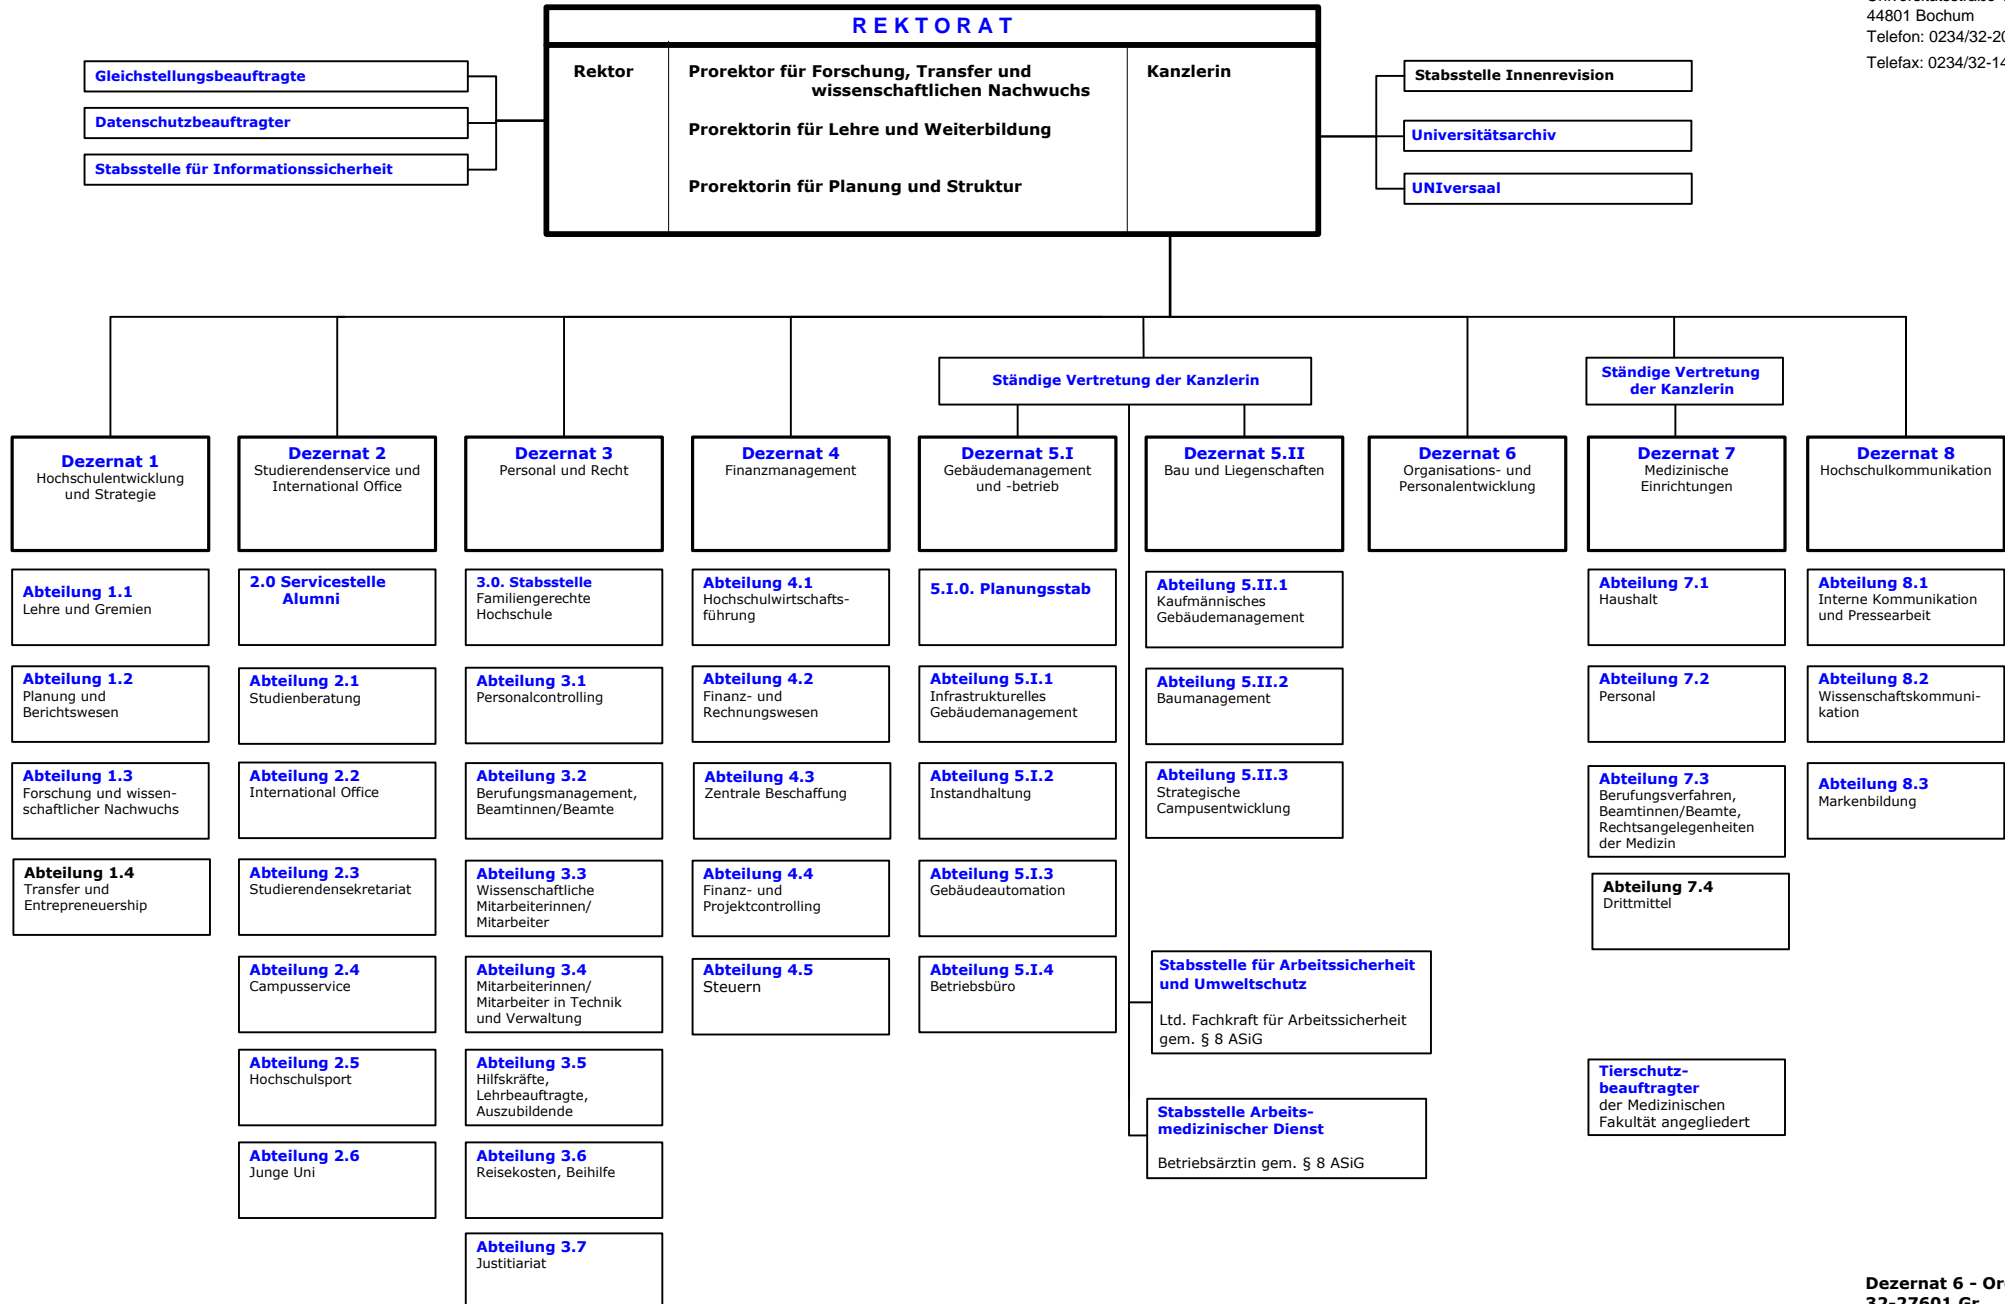 44801 Bochum
Telefon: 0234/32-20
Telefax: 0234/32-14
REKTORAT
Rektor
Prorektor für Forschung, Transfer und
wissenschaftlichen Nachwuchs
Prorektorin für Lehre und Weiterbildung
Prorektorin für Planung und Struktur
Kanzlerin
Gleichstellungsbeauftragte
Datenschutzbeauftragter
Stabsstelle für Informationssicherheit
Stabsstelle Innenrevision
Universitätsarchiv
UNIversaal
Ständige Vertretung der Kanzlerin
Ständige Vertretung
der Kanzlerin
Dezernat 1
Hochschulentwicklung
und Strategie
Abteilung 1.1
Lehre und Gremien
Abteilung 1.2
Planung und
Berichtswesen
Abteilung 1.3
Forschung und wissen-
schaftlicher Nachwuchs
Abteilung 1.4
Transfer und
Entrepreneuership
Dezernat 2
Studierendenservice und
International Office
2.0 Servicestelle
Alumni
Abteilung 2.1
Studienberatung
Abteilung 2.2
International Office
Abteilung 2.3
Studierendensekretariat
Abteilung 2.4
Campusservice
Abteilung 2.5
Hochschulsport
Abteilung 2.6
Junge Uni
Dezernat 3
Personal und Recht
3.0. Stabsstelle
Familiengerechte
Hochschule
Abteilung 3.1
Personalcontrolling
Abteilung 3.2
Berufungsmanagement,
Beamtinnen/Beamte
Abteilung 3.3
Wissenschaftliche
Mitarbeiterinnen/
Mitarbeiter
Abteilung 3.4
Mitarbeiterinnen/
Mitarbeiter in Technik
und Verwaltung
Abteilung 3.5
Hilfskräfte,
Lehrbeauftragte,
Auszubildende
Abteilung 3.6
Reisekosten, Beihilfe
Abteilung 3.7
Justitiariat
Dezernat 4
Finanzmanagement
Abteilung 4.1
Hochschulwirtschafts-
führung
Abteilung 4.2
Finanz- und
Rechnungswesen
Abteilung 4.3
Zentrale Beschaffung
Abteilung 4.4
Finanz- und
Projektcontrolling
Abteilung 4.5
Steuern
Dezernat 5.I
Gebäudemanagement
und -betrieb
5.I.0. Planungsstab
Abteilung 5.I.1
Infrastrukturelles
Gebäudemanagement
Abteilung 5.I.2
Instandhaltung
Abteilung 5.I.3
Gebäudeautomation
Abteilung 5.I.4
Betriebsbüro
Dezernat 5.II
Bau und Liegenschaften
Abteilung 5.II.1
Kaufmännisches
Gebäudemanagement
Abteilung 5.II.2
Baumanagement
Abteilung 5.II.3
Strategische
Campusentwicklung
Stabsstelle für Arbeitssicherheit
und Umweltschutz
Ltd. Fachkraft für Arbeitssicherheit
gem. § 8 ASiG
Stabsstelle Arbeits-
medizinischer Dienst
Betriebsärztin gem. § 8 ASiG
Dezernat 6
Organisations- und
Personalentwicklung
Dezernat 7
Medizinische
Einrichtungen
Abteilung 7.1
Haushalt
Abteilung 7.2
Personal
Abteilung 7.3
Berufungsverfahren,
Beamtinnen/Beamte,
Rechtsangelegenheiten
der Medizin
Abteilung 7.4
Drittmittel
Tierschutz-
beauftragter
der Medizinischen
Fakultät angegliedert
Dezernat 8
Hochschulkommunikation
Abteilung 8.1
Interne Kommunikation
und Pressearbeit
Abteilung 8.2
Wissenschaftskommuni-
kation
Abteilung 8.3
Markenbildung
Dezernat 6 - Or
32-27601 Gr